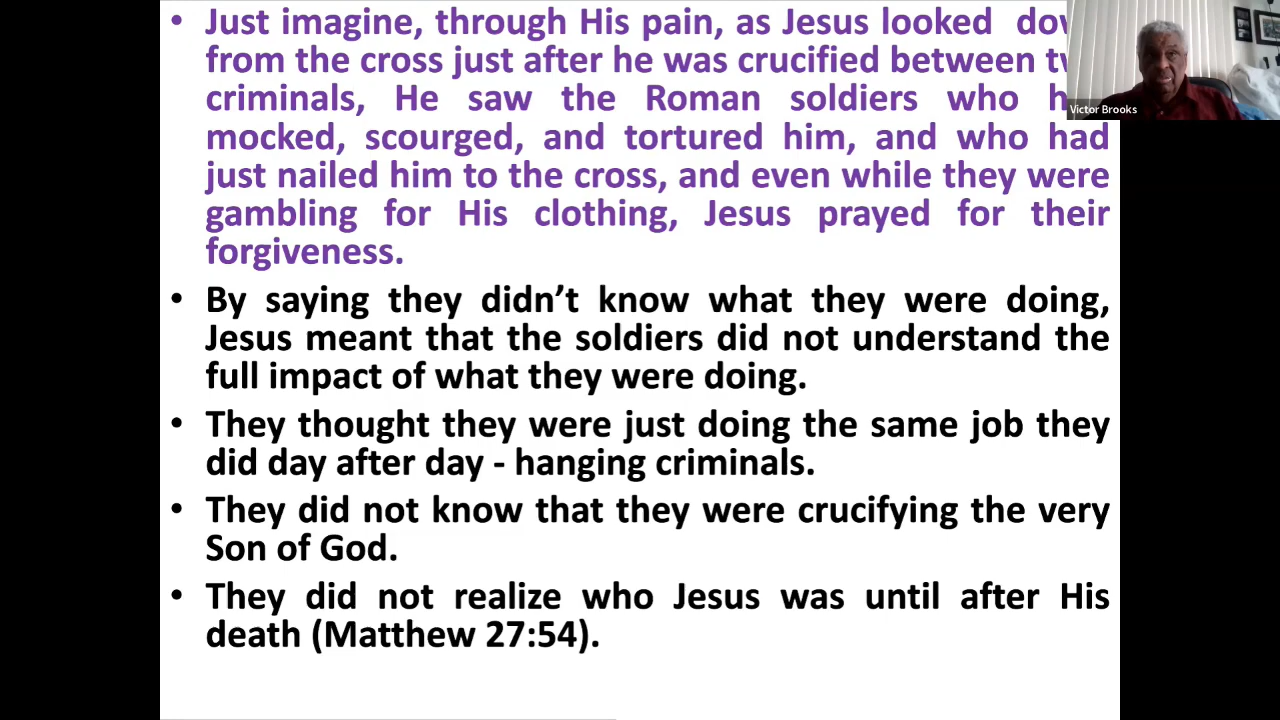 • Just imagine, through His pain, as Jesus looked
from the cross just after he was crucified between
criminals, He saw the Roman soldiers who
mocked, scourged, and tortured him, and who had
just nailed him to the cross, and even while they were
gambling for His clothing, Jesus prayed for their
forgiveness.
• By saying they didn’t know what they were doing,
Jesus meant that the soldiers did not understand the
full impact of what they were doing.
• They thought they were just doing the same job they
did day after day - hanging criminals.
• They did not know that they were crucifying the very
Son of God.
• They did not realize who Jesus was until after His
death (Matthew 27:54).
Victor Brooks